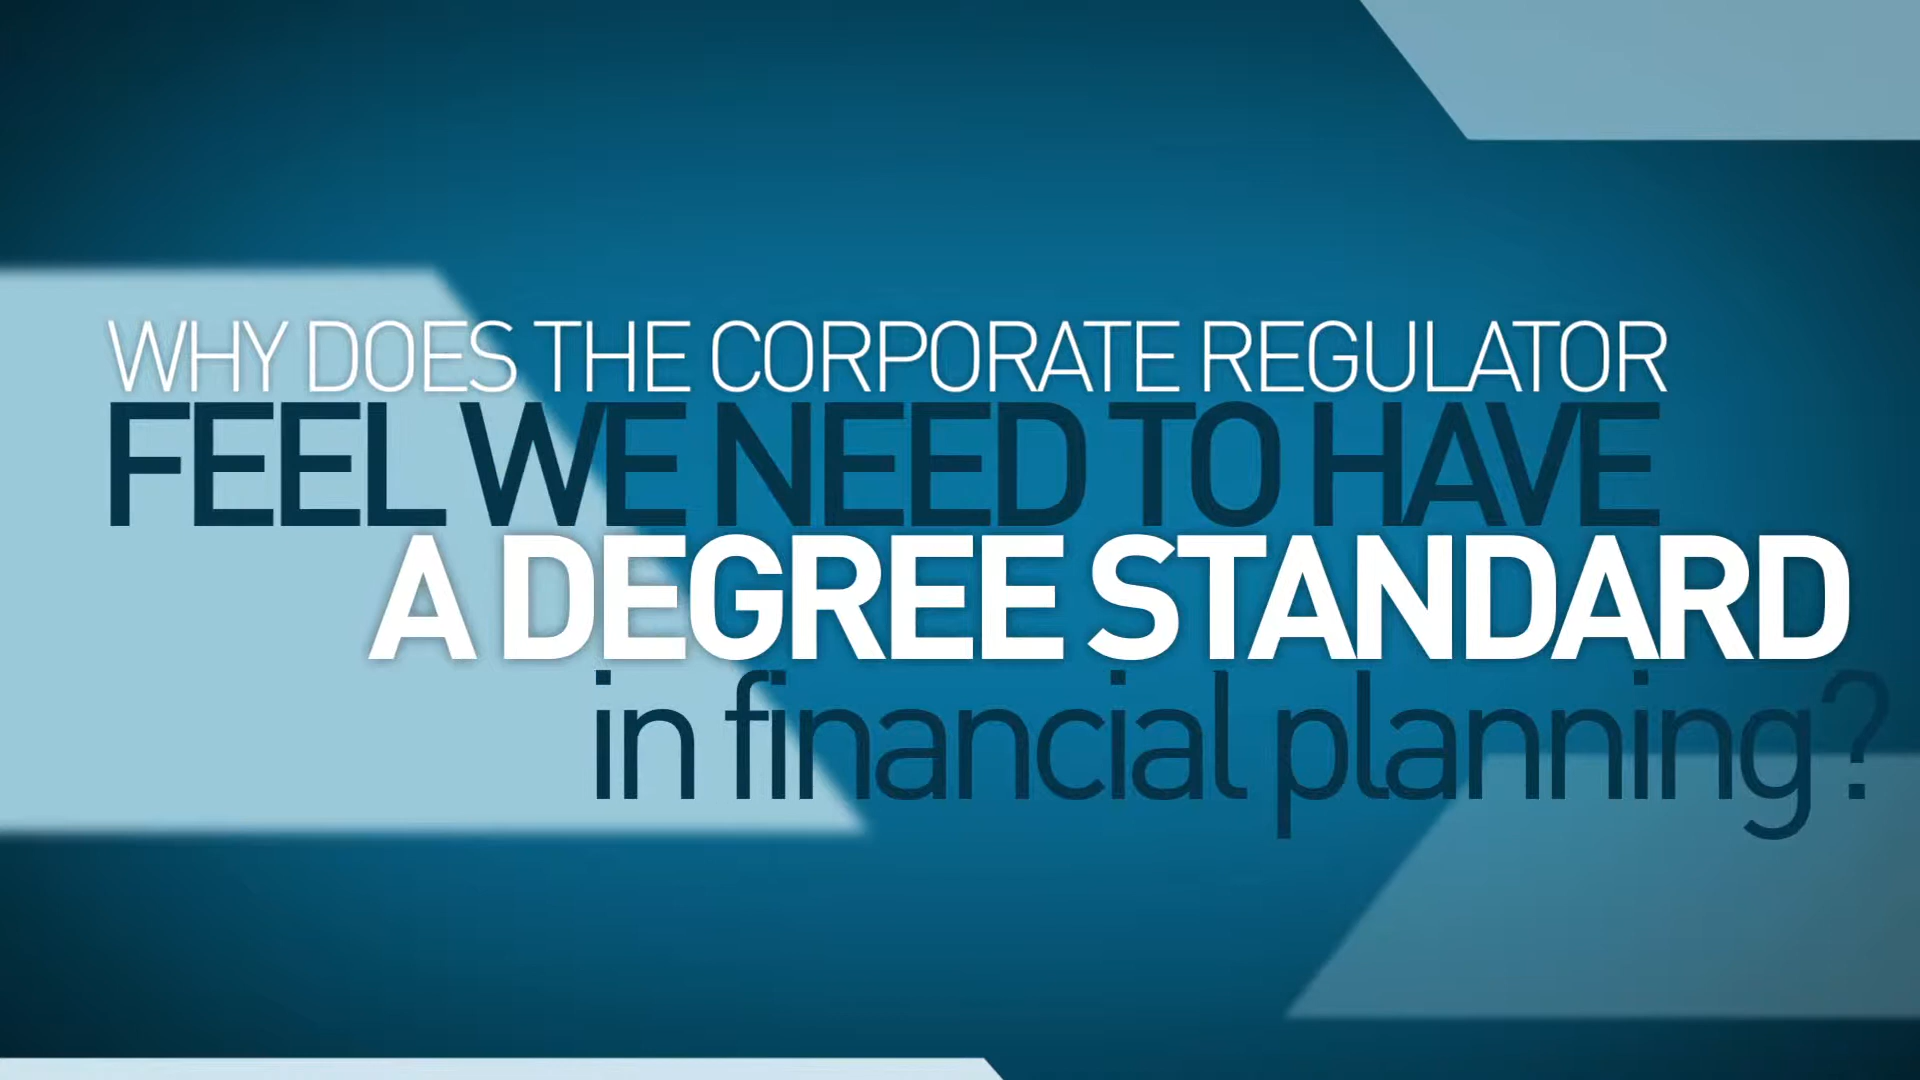 WHY DOES THE CORPORATE REGULATOR
FEEL WE NEED TO HAVE
A DEGREE STANDARD
in financial planning?